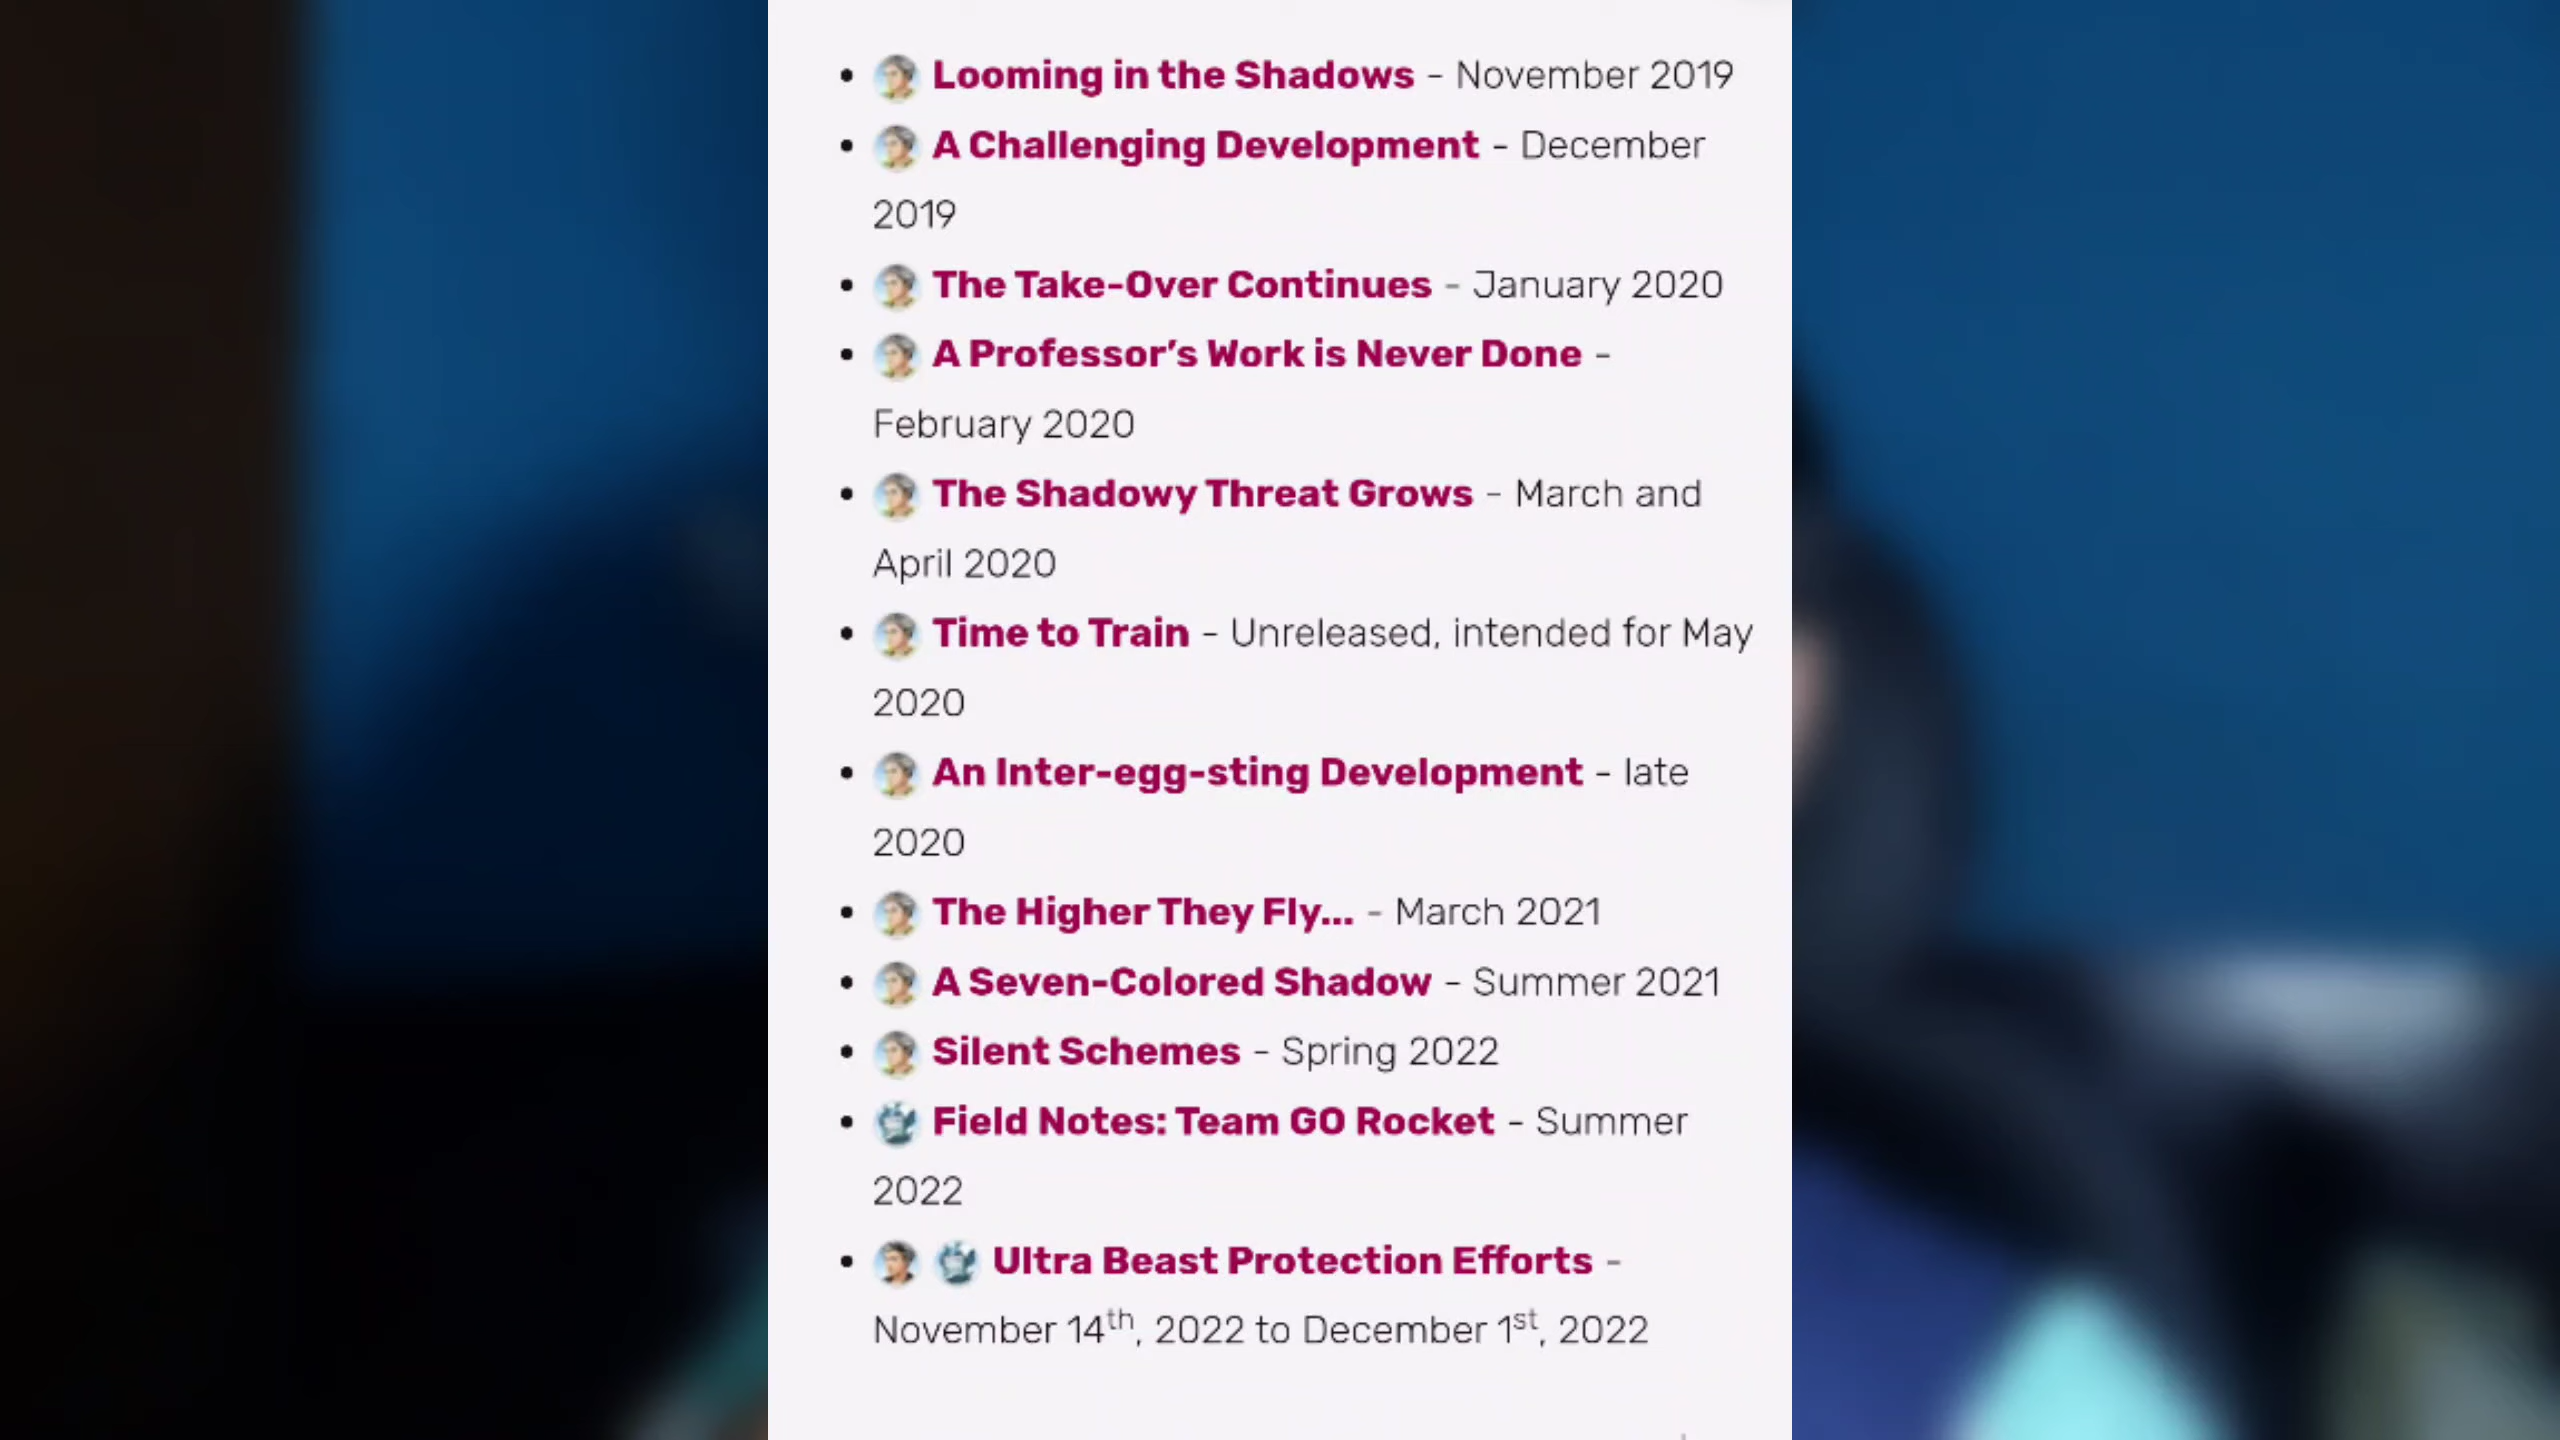 Looming in the Shadows - November 2019
A Challenging Development - December
2019
The Take-Over Continues - January 2020
A Professor’s Work is Never Done -
February 2020
The Shadowy Threat Grows - March and
April 2020
Time to Train - Unreleased, intended for May
2020
An Inter-egg-sting Development - late
2020
The Higher They Fly... - March 2021
A Seven-Colored Shadow - Summer 2021
Silent Schemes - Spring 2022
Field Notes: Team GO Rocket - Summer
2022
Ultra Beast Protection Efforts -
November 14th, 2022 to December 1st, 2022